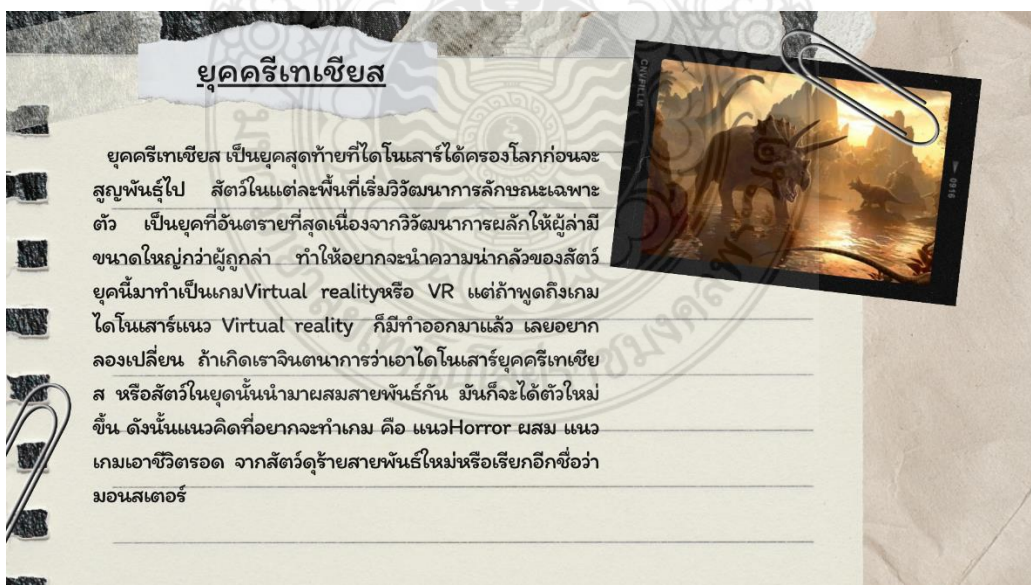 ยุคครีเทเชียส
ยุคครีเทเชียส เป็นยุคสุดท้ายที่ไดโนเสาร์ได้ครองโลกก่อนจะ
สูญพันธุ์ไป สัตว์ในแต่ละพื้นที่เริ่มวิวัฒนาการลักษณะเฉพาะ
ตัว เป็นยุคที่อันตรายที่สุดเนื่องจากวิวัฒนาการผลักให้ผู้ล่ามี
ขนาดใหญ่กว่าผู้ถูกล่า ทำให้อยากจะนำความน่ากลัวของสัตว์
ยุคนี้มาทำเป็นเกมVirtual realityหรือ VR แต่ถ้าพูดถึงเกม
ไดโนเสาร์แนว Virtual reality ก็มีทำออกมาแล้ว เลยอยาก
ลองเปลี่ยน ถ้าเกิดเราจินตนาการว่าเอาไดโนเสาร์ยุคครีเทเชีย
ส หรือสัตว์ในยุดนั้นนำมาผสมสายพันธ์กัน มันก็จะได้ตัวใหม่
ขึ้น ดังนั้นแนวคิดที่อยากจะทำเกม คือ แนวHorror ผสม แนว
เกมเอาชีวิตรอด จากสัตว์ดุร้ายสายพันธ์ใหม่หรือเรียกอีกชื่อว่า
มอนสเตอร์
CNVFILLM
0916